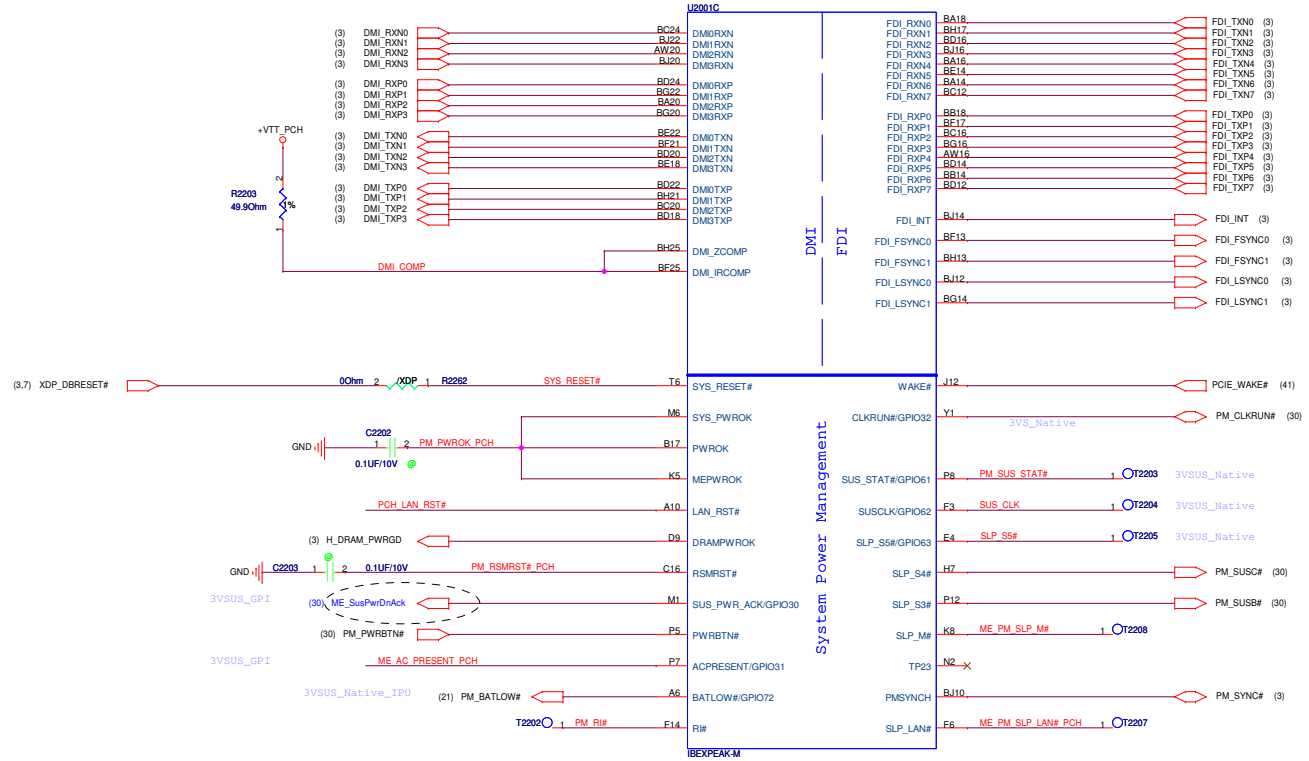 U2001C
(3) DMI_RXN0 BC24 DMI0RXN
(3) DMI_RXN1 BJ22 DMI1RXN
(3) DMI_RXN2 AW20 DMI2RXN
(3) DMI_RXN3 BJ20 DMI3RXN
(3) DMI_RXP0 BD24 DMI0RXP
(3) DMI_RXP1 BG22 DMI1RXP
(3) DMI_RXP2 BA20 DMI2RXP
(3) DMI_RXP3 BG20 DMI3RXP
(3) DMI_TXN0 BE22 DMI0TXN
(3) DMI_TXN1 BF21 DMI1TXN
(3) DMI_TXN2 BD20 DMI2TXN
(3) DMI_TXN3 BE18 DMI3TXN
(3) DMI_TXP0 BD22 DMI0TXP
(3) DMI_TXP1 BH21 DMI1TXP
(3) DMI_TXP2 BC20 DMI2TXP
(3) DMI_TXP3 BD18 DMI3TXP
+VTT_PCH
2
R2203
49.9Ohm 1%
1
BH25 DMI_ZCOMP
DMI_COMP BF25 DMI_IRCOMP
DMI
FDI
FDI_RXN0 BA18 FDI_TXN0 (3)
FDI_RXN1 BH17 FDI_TXN1 (3)
FDI_RXN2 BD16 FDI_TXN2 (3)
FDI_RXN3 BJ16 FDI_TXN3 (3)
FDI_RXN4 BA16 FDI_TXN4 (3)
FDI_RXN5 BE14 FDI_TXN5 (3)
FDI_RXN6 BA14 FDI_TXN6 (3)
FDI_RXN7 BC12 FDI_TXN7 (3)
FDI_RXP0 BB18 FDI_TXP0 (3)
FDI_RXP1 BF17 FDI_TXP1 (3)
FDI_RXP2 BC16 FDI_TXP2 (3)
FDI_RXP3 BG16 FDI_TXP3 (3)
FDI_RXP4 AW16 FDI_TXP4 (3)
FDI_RXP5 BD14 FDI_TXP5 (3)
FDI_RXP6 BB14 FDI_TXP6 (3)
FDI_RXP7 BD12 FDI_TXP7 (3)
FDI_INT BJ14 FDI_INT (3)
FDI_FSYNC0 BF13 FDI_FSYNC0 (3)
FDI_FSYNC1 BH13 FDI_FSYNC1 (3)
FDI_LSYNC0 BJ12 FDI_LSYNC0 (3)
FDI_LSYNC1 BG14 FDI_LSYNC1 (3)
(3,7) XDP_DBRESET# 0Ohm 2 /XDP 1 R2262 SYS_RESET# T6 SYS_RESET#
M6 SYS_PWROK
C2202
GND 1 2 PM_PWROK_PCH B17 PWROK
0.1UF/10V @
K5 MEPWROK
PCH_LAN_RST# A10 LAN_RST#
(3) H_DRAM_PWRGD D9 DRAMPWROK
@
GND C2203 1 2 0.1UF/10V PM_RSMRST#_PCH C16 RSMRST#
3VSUS_GPI (30) ME_SusPwrDnAck M1 SUS_PWR_ACK/GPIO30
(30) PM_PWRBTN# P5 PWRBTN#
3VSUS_GPI ME_AC_PRESENT_PCH P7 ACPRESENT/GPIO31
3VSUS_Native_IPU (21) PM_BATLOW# A6 BATLOW#/GPIO72
T2202 1 PM_RI# F14 RI#
System Power Management
WAKE# J12 PCIE_WAKE# (41)
CLKRUN#/GPIO32 Y1 3VS_Native PM_CLKRUN# (30)
SUS_STAT#/GPIO61 P8 PM_SUS_STAT# 1 T2203 3VSUS_Native
SUSCLK/GPIO62 F3 SUS_CLK 1 T2204 3VSUS_Native
SLP_S5#/GPIO63 E4 SLP_S5# 1 T2205 3VSUS_Native
SLP_S4# H7 PM_SUSC# (30)
SLP_S3# P12 PM_SUSB# (30)
SLP_M# K8 ME_PM_SLP_M# 1 T2208
TP23 N2
PMSYNCH BJ10 PM_SYNC# (3)
SLP_LAN# F6 ME_PM_SLP_LAN#_PCH 1 T2207
IBEXPEAK-M